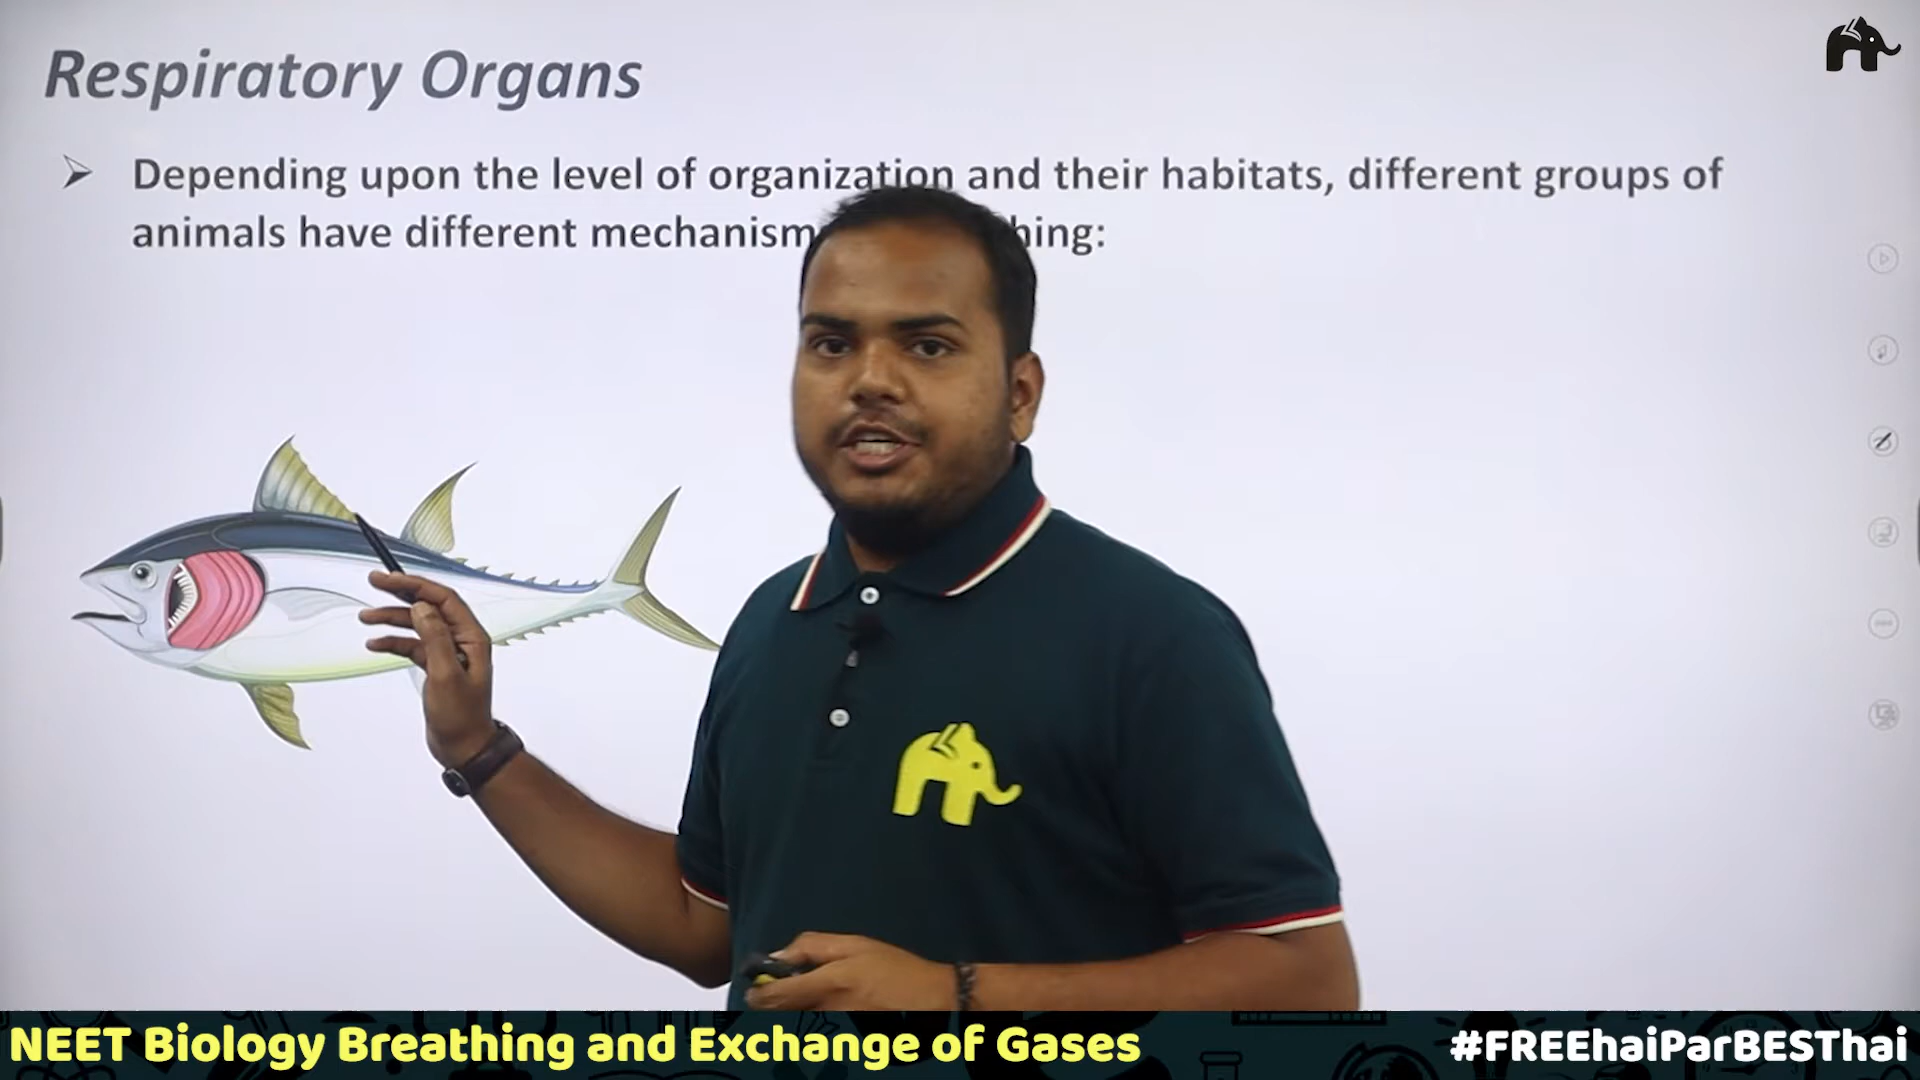 Respiratory Organs
Depending upon the level of organization and their habitats, different groups of
animals have different mechanism hing:
NEET Biology Breathing and Exchange of Gases
#FREEhaiParBESThai